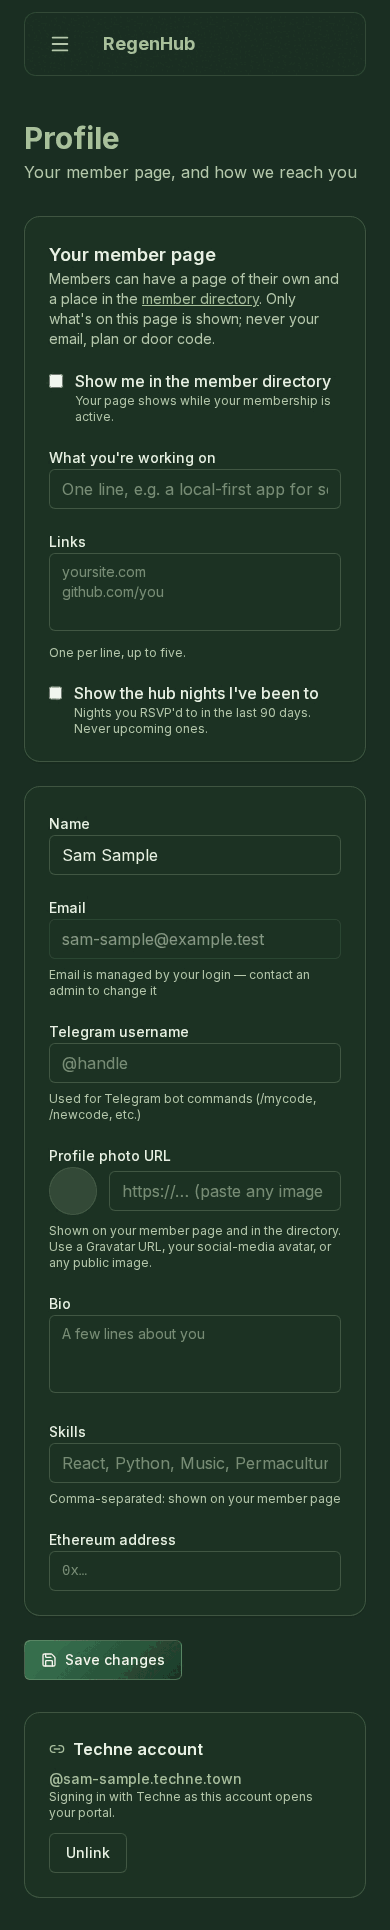 RegenHub
Profile
Your member page, and how we reach you
Your member page
Members can have a page of their own and
a place in the member directory. Only
what's on this page is shown; never your
email, plan or door code.
Show me in the member directory
Your page shows while your membership is
active.
What you're working on
One line, e.g. a local-first app for
Links
yoursite.com
github.com/you
One per line, up to five.
Show the hub nights I've been to
Nights you RSVP'd to in the last 90 days.
Never upcoming ones.
Name
Sam Sample
Email
sam-sample@example.test
Email is managed by your login — contact an
admin to change it
Telegram username
@handle
Used for Telegram bot commands (/mycode,
/newcode, etc.)
Profile photo URL
https://… (paste any image
Shown on your member page and in the directory.
Use a Gravatar URL, your social-media avatar, or
any public image.
Bio
A few lines about you
Skills
React, Python, Music, Permacultur
Comma-separated: shown on your member page
Ethereum address
0x…
Save changes
Techne account
@sam-sample.techne.town
Signing in with Techne as this account opens
your portal.
Unlink